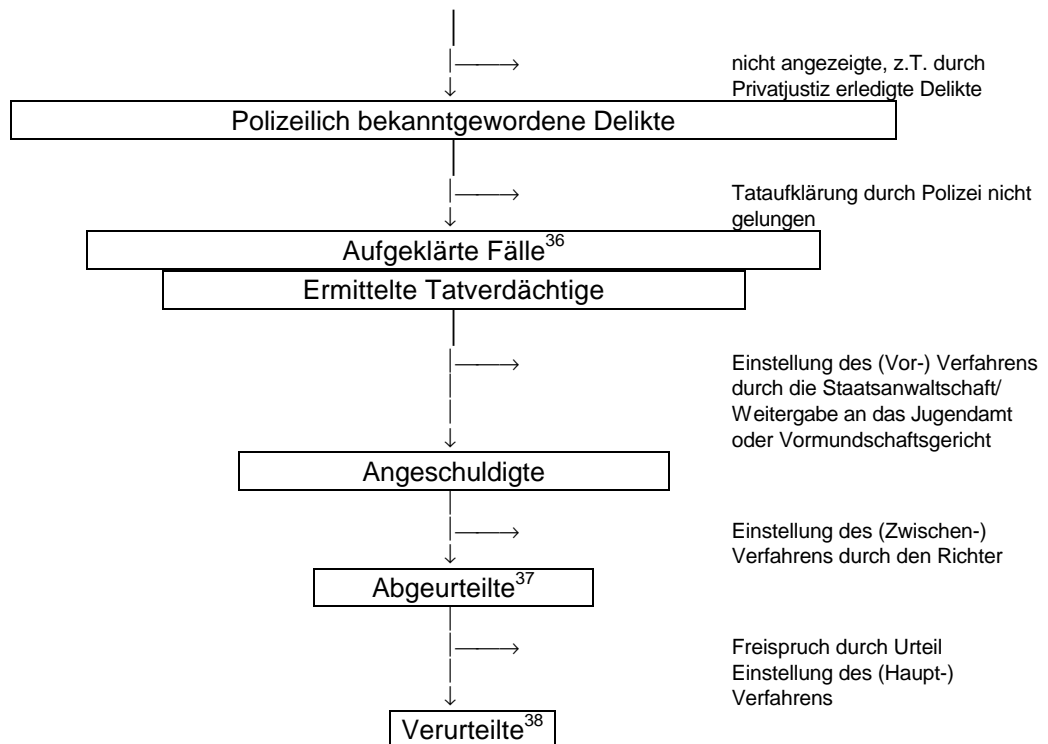 nicht angezeigte, z.T. durch
Privatjustiz erledigte Delikte
Polizeilich bekanntgewordene Delikte
Tataufklärung durch Polizei nicht
gelungen
Aufgeklärte Fälle36
Ermittelte Tatverdächtige
Einstellung des (Vor-) Verfahrens
durch die Staatsanwaltschaft/
Weitergabe an das Jugendamt
oder Vormundschaftsgericht
Angeschuldigte
Einstellung des (Zwischen-)
Verfahrens durch den Richter
Abgeurteilte37
Freispruch durch Urteil
Einstellung des (Haupt-)
Verfahrens
Verurteilte38